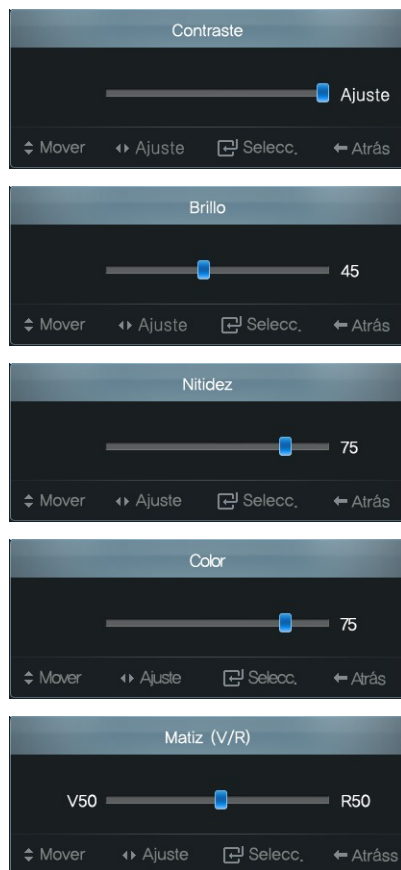 Contraste
Ajuste
Mover Ajuste Selecc. Atrás
Brillo
45
Mover Ajuste Selecc. Atrás
Nitidez
75
Mover Ajuste Selecc. Atrás
Color
75
Mover Ajuste Selecc. Atrás
Matiz (V/R)
V50 R50
Mover Ajuste Selecc. Atráss